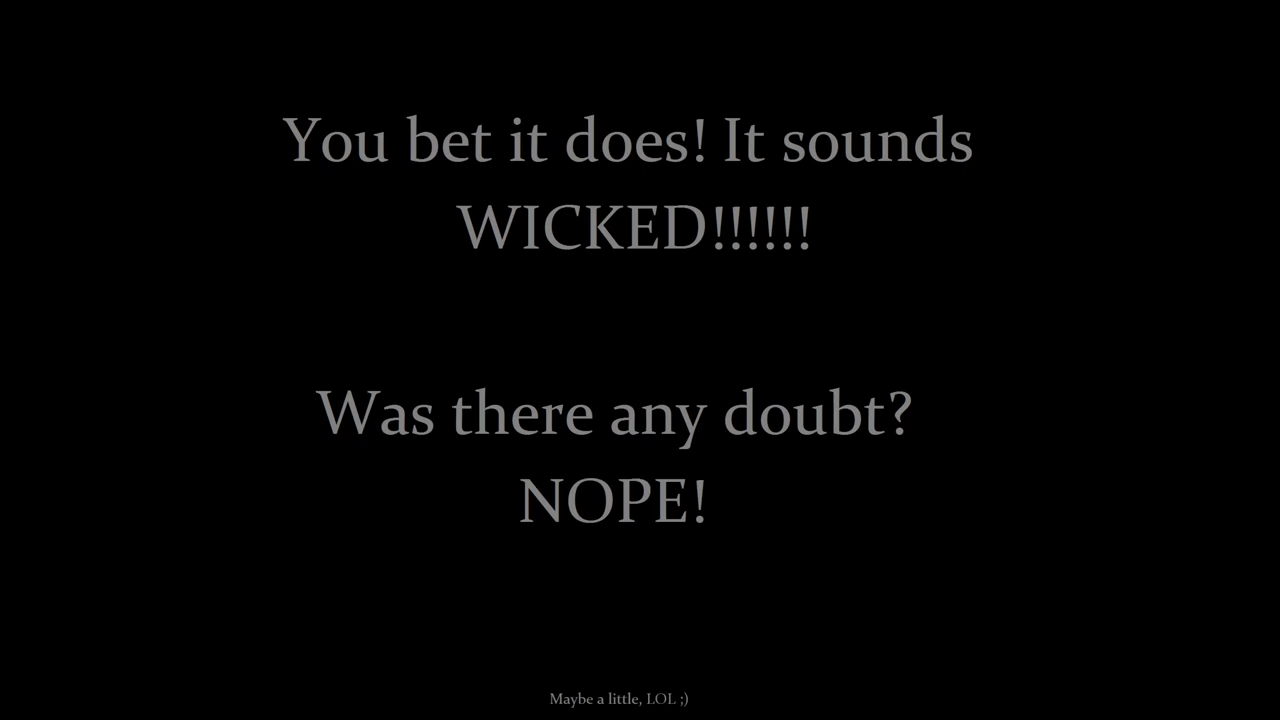 You bet it does! It sounds
WICKED!!!!!!
Was there any doubt?
NOPE!
Maybe a little, LOL ;)